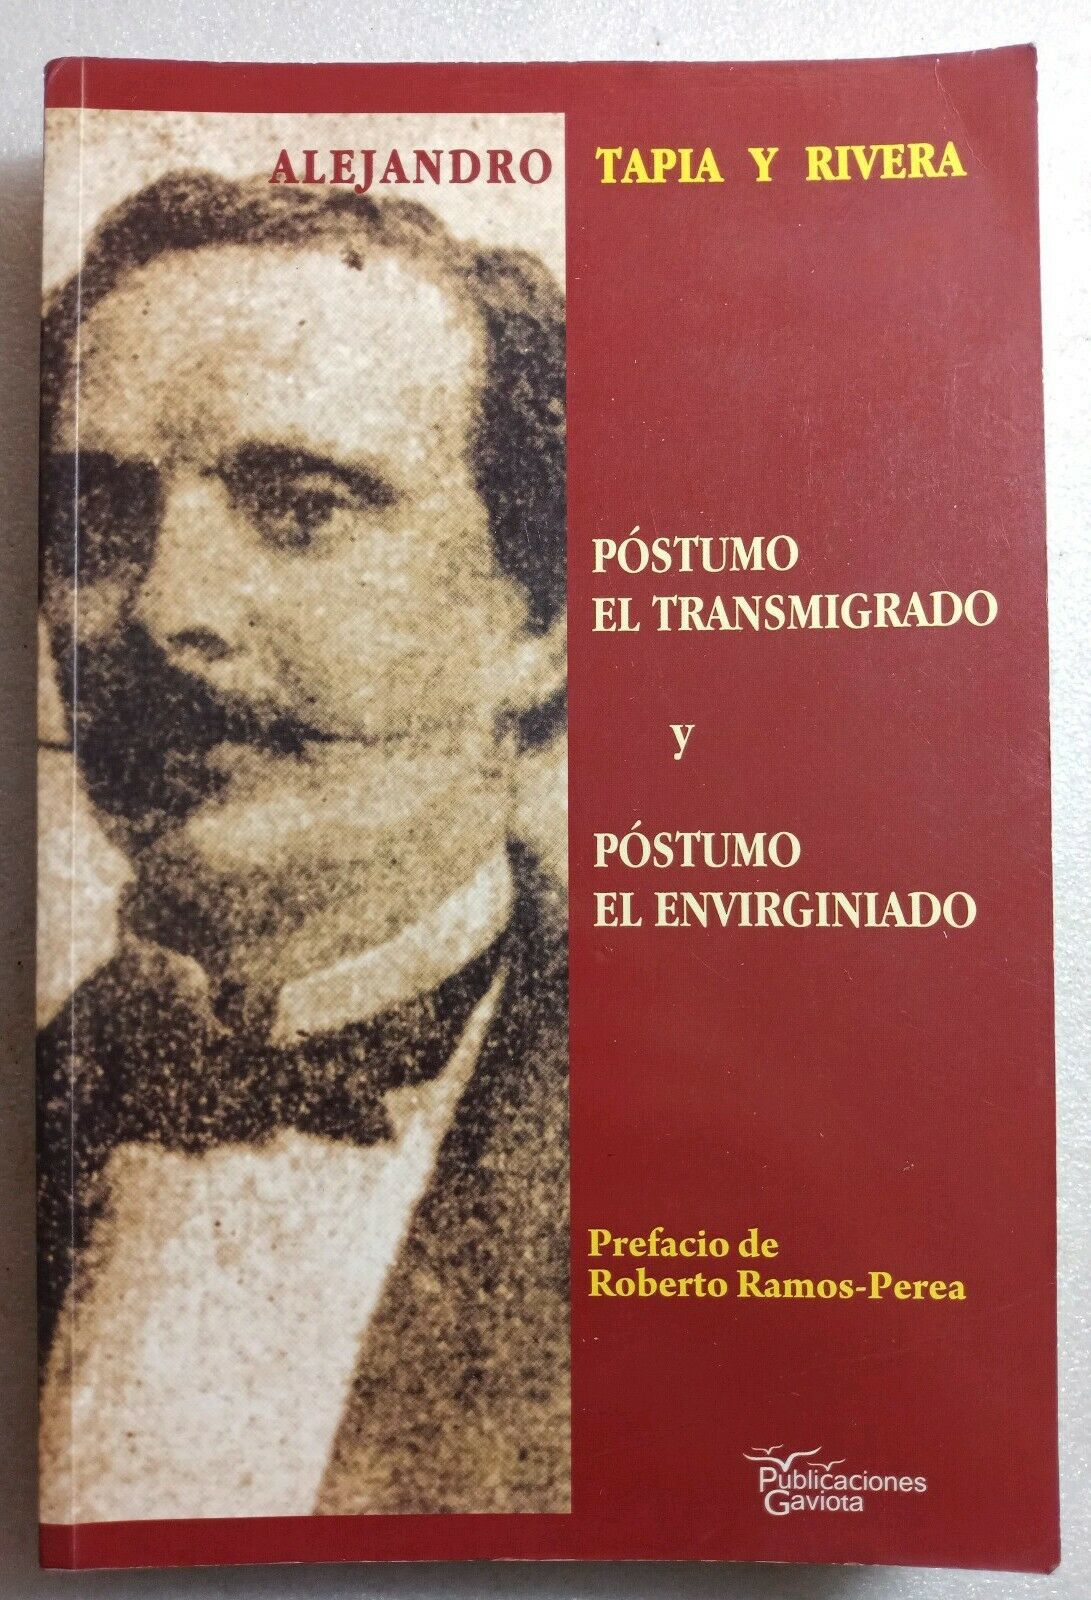 ALEJANDRO TAPIA Y RIVERA
PÓSTUMO
EL TRANSMIGRADO
y
PÓSTUMO
EL ENVIRGINIADO
Prefacio de
Roberto Ramos-Perea
Publicaciones
Gaviota